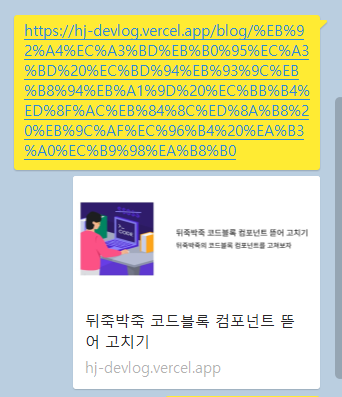 https://hj-devlog.vercel.app/blog/%EB%9
2%A4%EC%A3%BD%EB%B0%95%EC%A3
%BD%20%EC%BD%94%EB%93%9C%EB
%B8%94%EB%A1%9D%20%EC%BB%B4
%ED%8F%AC%EB%84%8C%ED%8A%B8%2
0%EB%9C%AF%EC%96%B4%20%EA%B3
%A0%EC%B9%98%EA%B8%B0
CODE
뒤죽박죽 코드블록 컴포넌트 뜯어 고치기
뒤죽박죽의 코드블록 컴포넌트를 고쳐보자
뒤죽박죽 코드블록 컴포넌트 뜯
어 고치기
hj-devlog.vercel.app